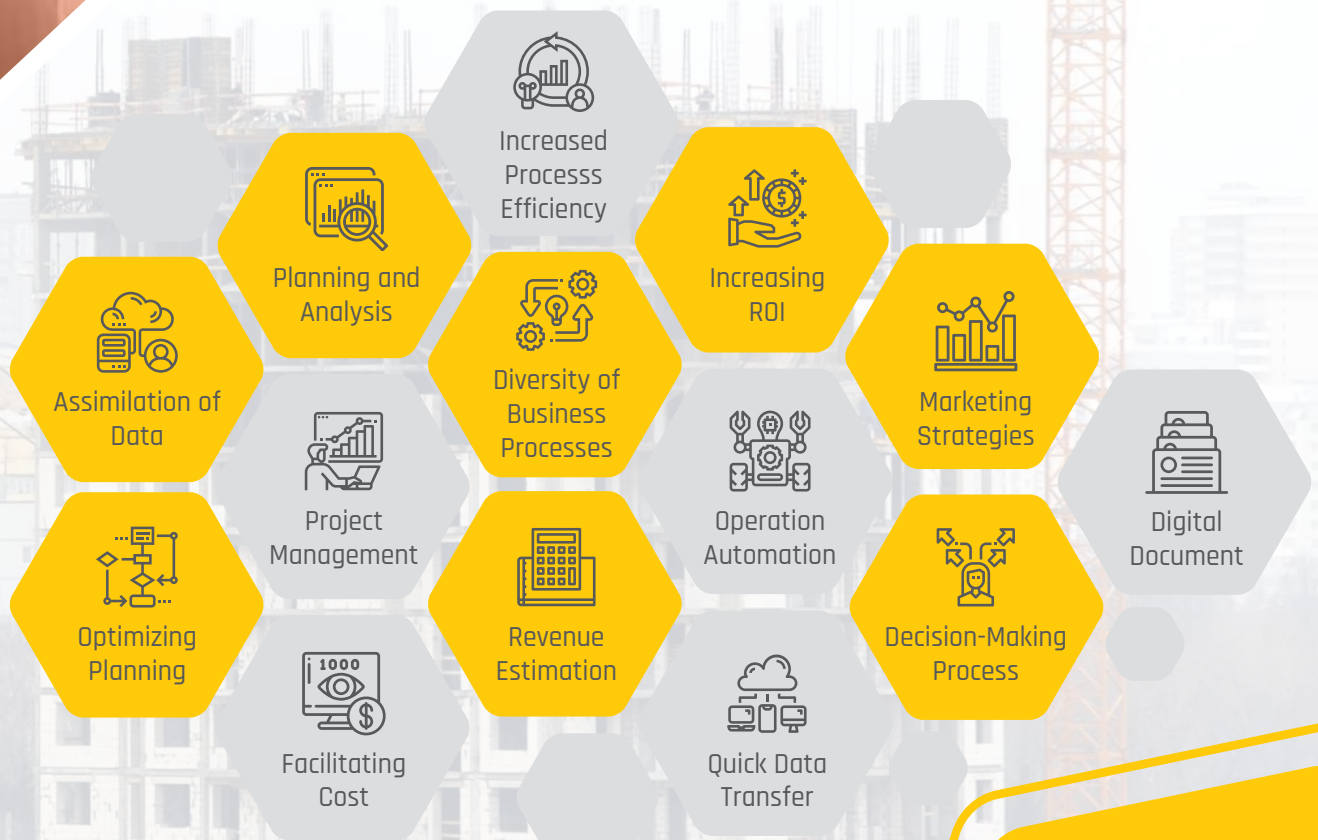 Increased
Processs
Efficiency
Planning and
Analysis
Increasing
ROI
Assimilation of
Data
Diversity of
Business
Processes
Marketing
Strategies
Project
Management
Operation
Automation
Digital
Document
Optimizing
Planning
Revenue
Estimation
Decision-Making
Process
1000
Facilitating
Cost
Quick Data
Transfer